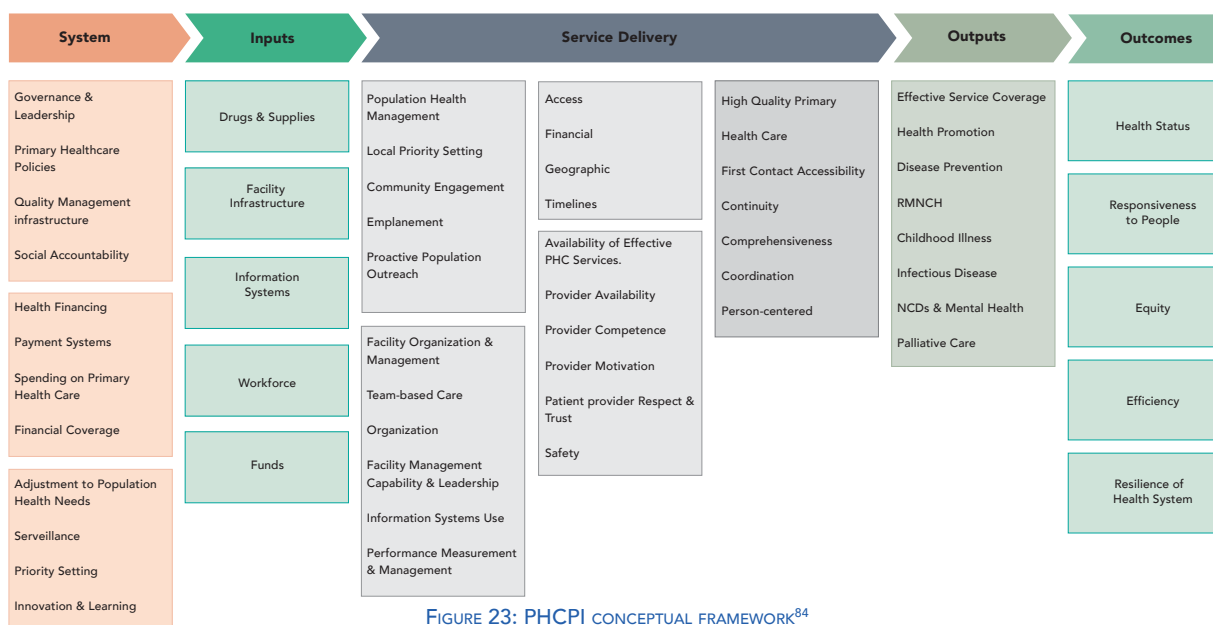 System
Inputs
Service Delivery
Outputs
Outcomes
Governance &
Leadership
Primary Healthcare
Policies
Quality Management
infrastructure
Social Accountability
Health Financing
Payment Systems
Spending on Primary
Health Care
Financial Coverage
Adjustment to Population
Health Needs
Serveillance
Priority Setting
Innovation & Learning
Drugs & Supplies
Facility
Infrastructure
Information
Systems
Workforce
Funds
Population Health
Management
Local Priority Setting
Community Engagement
Emplanement
Proactive Population
Outreach
Facility Organization &
Management
Team-based Care
Organization
Facility Management
Capability & Leadership
Information Systems Use
Performance Measurement
& Management
Access
Financial
Geographic
Timelines
Availability of Effective
PHC Services.
Provider Availability
Provider Competence
Provider Motivation
Patient provider Respect &
Trust
Safety
High Quality Primary
Health Care
First Contact Accessibility
Continuity
Comprehensiveness
Coordination
Person-centered
Effective Service Coverage
Health Promotion
Disease Prevention
RMNCH
Childhood Illness
Infectious Disease
NCDs & Mental Health
Palliative Care
Health Status
Responsiveness
to People
Equity
Efficiency
Resilience of
Health System
FIGURE 23: PHCPI CONCEPTUAL FRAMEWORK84